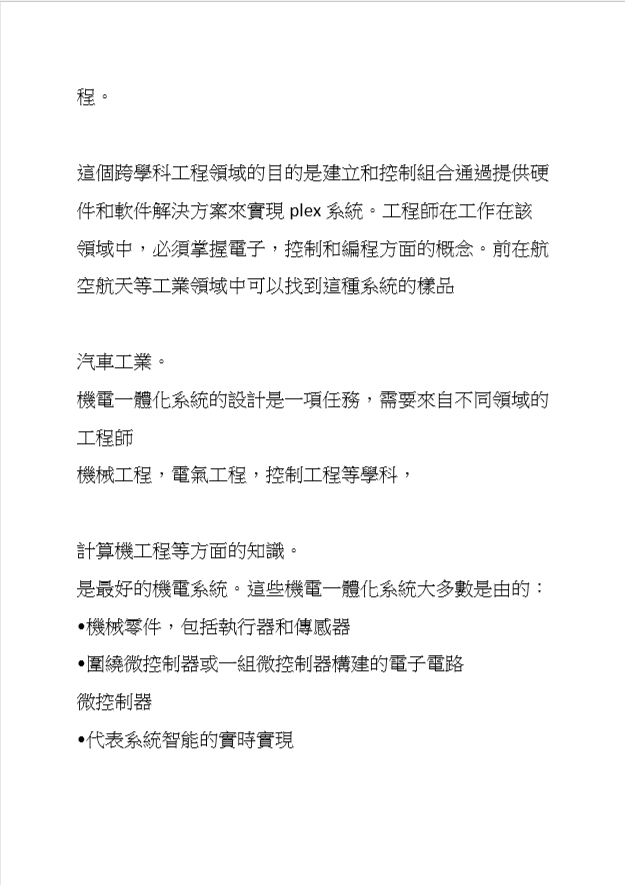 程。
這個跨學科工程領域的目的是建立和控制組合通過提供硬
件和軟件解決方案來實現 plex 系統。工程師在工作在該
領域中，必須掌握電子，控制和編程方面的概念。前在航
空航天等工業領域中可以找到這種系統的樣品
汽車工業。
機電一體化系統的設計是一項任務，需要來自不同領域的
工程師
機械工程，電氣工程，控制工程等學科，
計算機工程等方面的知識。
是最好的機電系統。這些機電一體化系統大多數是由的：
•機械零件，包括執行器和傳感器
•圍繞微控制器或一組微控制器構建的電子電路
微控制器
•代表系統智能的實時實現